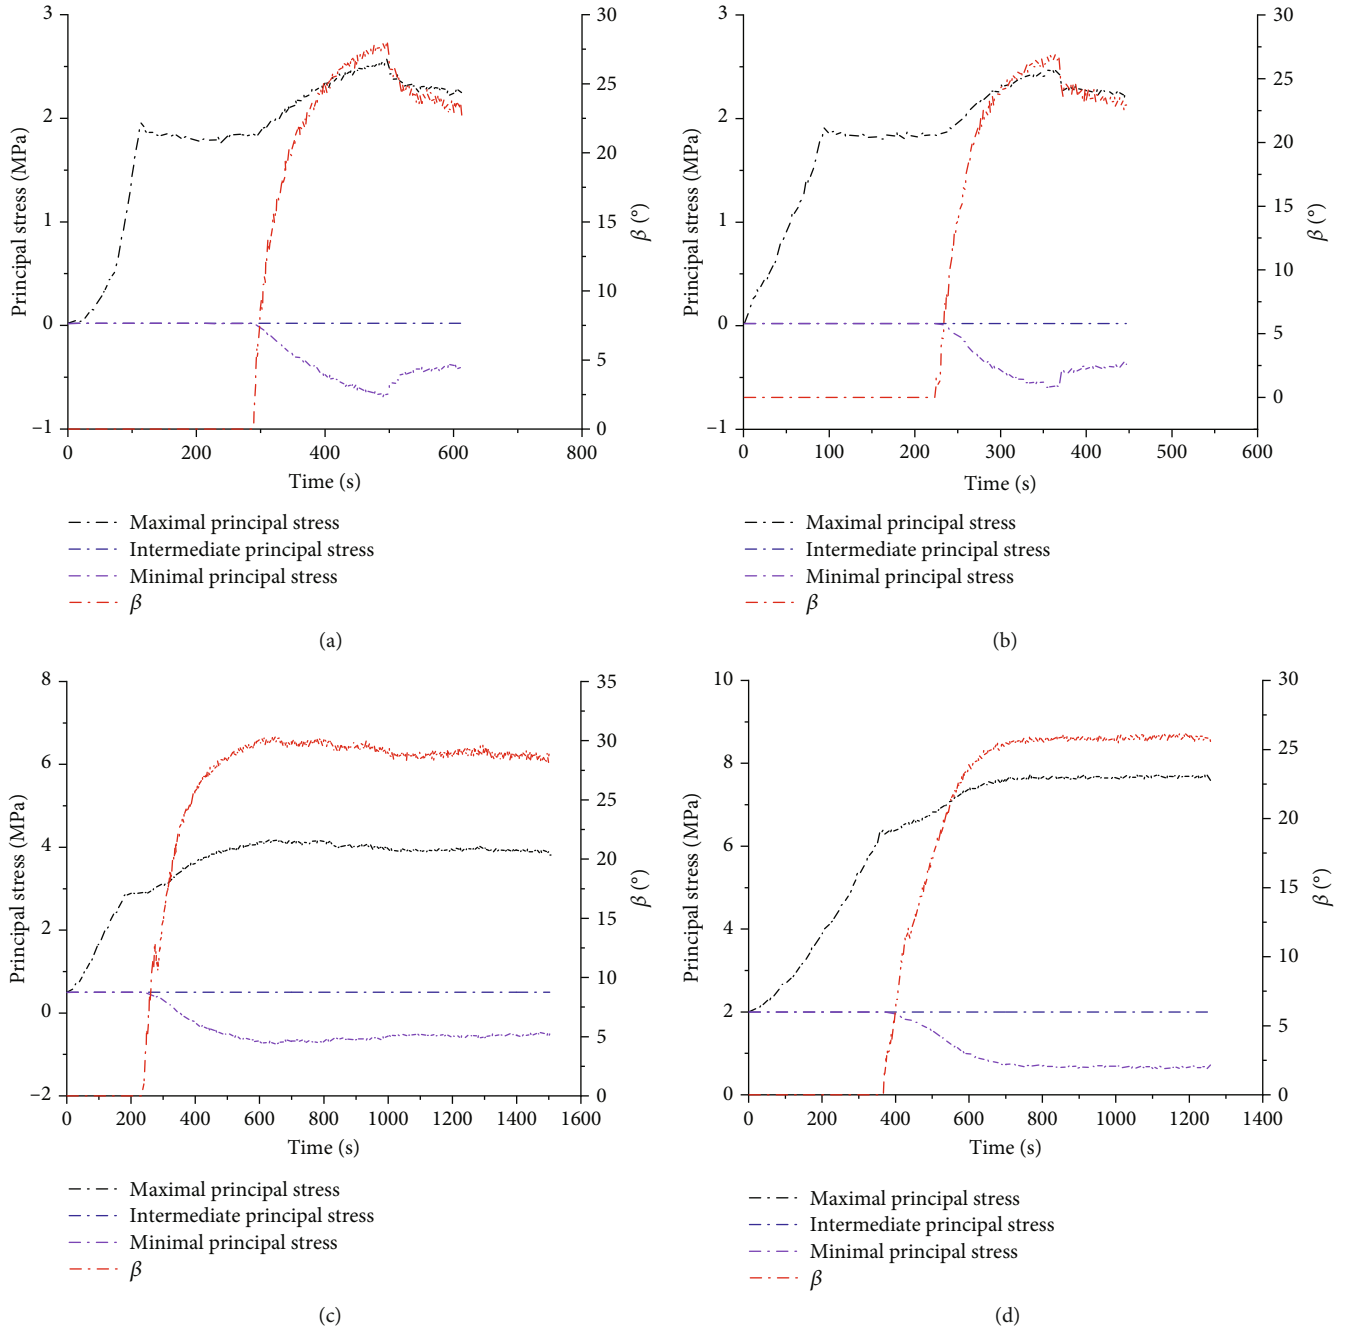 3
2
1
0
−1
Principal stress (MPa)
30
25
20
15
10
5
0
β (°)
0
200
400
600
800
Time (s)
Maximal principal stress
Intermediate principal stress
Minimal principal stress
β
(a)
3
2
1
0
−1
Principal stress (MPa)
30
25
20
15
10
5
0
β (°)
0
100
200
300
400
500
600
Time (s)
Maximal principal stress
Intermediate principal stress
Minimal principal stress
β
(b)
8
6
4
2
0
−2
Principal stress (MPa)
35
30
25
20
15
10
5
0
β (°)
0
200
400
600
800
1000
1200
1400
1600
Time (s)
Maximal principal stress
Intermediate principal stress
Minimal principal stress
β
(c)
10
8
6
4
2
0
Principal stress (MPa)
30
25
20
15
10
5
0
β (°)
0
200
400
600
800
1000
1200
1400
Time (s)
Maximal principal stress
Intermediate principal stress
Minimal principal stress
β
(d)